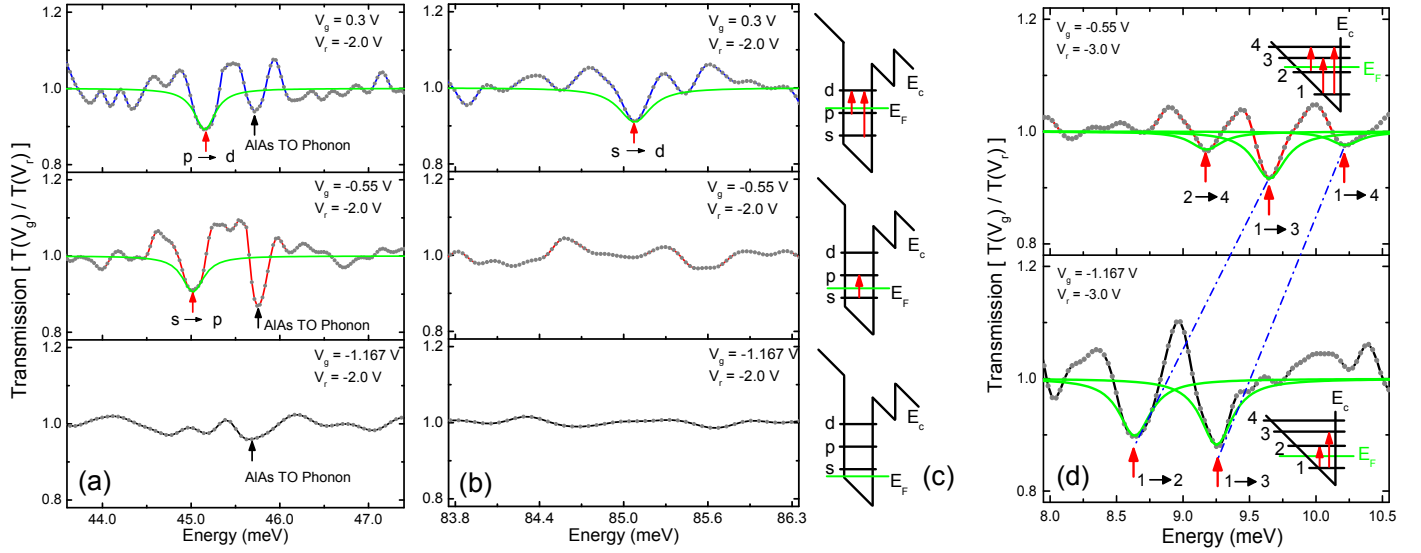 Transmission [ T(V_g) / T(V_r) ]
1.2
1.0
0.8
V_g = 0.3 V
V_r = -2.0 V
p → d
AlAs TO Phonon
1.2
1.0
0.8
V_g = -0.55 V
V_r = -2.0 V
s → p
AlAs TO Phonon
1.2
1.0
0.8
V_g = -1.167 V
V_r = -2.0 V
AlAs TO Phonon
(a)
44.0 45.0 46.0 47.0
Energy (meV)
1.2
1.0
0.8
V_g = 0.3 V
V_r = -2.0 V
s → d
1.2
1.0
0.8
V_g = -0.55 V
V_r = -2.0 V
1.2
1.0
0.8
V_g = -1.167 V
V_r = -2.0 V
(b)
83.8 84.4 85.0 85.6 86.3
Energy (meV)
d
p
s
E_c
E_F
d
p
s
E_c
E_F
d
p
s
E_c
E_F
(c)
Transmission [ T(V_g) / T(V_r) ]
1.2
1.0
0.8
V_g = -0.55 V
V_r = -3.0 V
E_c
4
3
2
1
E_F
2→4
1→3
1→4
1.2
1.0
0.8
V_g = -1.167 V
V_r = -3.0 V
E_c
4
3
2
1
E_F
1→2
1→3
(d)
8.0 8.5 9.0 9.5 10.0 10.5
Energy (meV)